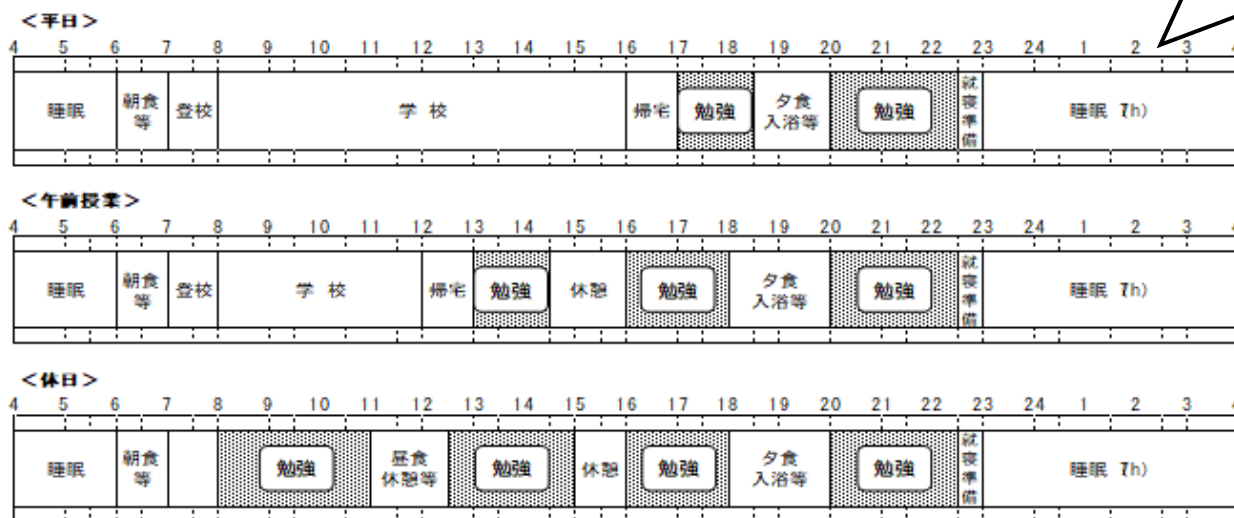 <平日>
4 5 6 7 8 9 10 11 12 13 14 15 16 17 18 19 20 21 22 23 24 1 2 3 4
睡眠 朝食等 登校 学 校 帰宅 勉強 夕食入浴等 勉強 就寝準備 睡眠 7h)
<午前授業>
4 5 6 7 8 9 10 11 12 13 14 15 16 17 18 19 20 21 22 23 24 1 2 3 4
睡眠 朝食等 登校 学 校 帰宅 勉強 休憩 勉強 夕食入浴等 勉強 就寝準備 睡眠 7h)
<休日>
4 5 6 7 8 9 10 11 12 13 14 15 16 17 18 19 20 21 22 23 24 1 2 3 4
睡眠 朝食等 勉強 昼食休憩等 勉強 休憩 勉強 夕食入浴等 勉強 就寝準備 睡眠 7h)